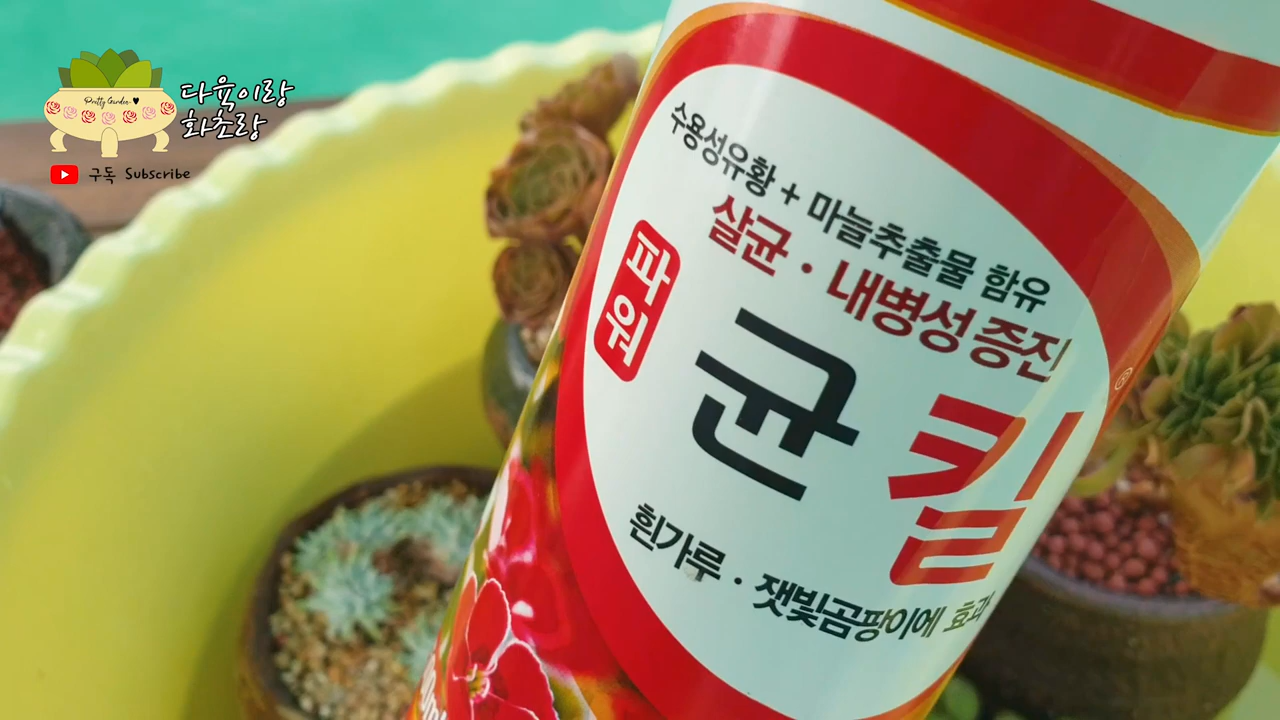 Pretty Garden ♥
다육이랑
화초랑
구독 Subscribe
수용성유황 + 마늘추출물 함유
살균 · 내병성 증진
파워
균킬
®
흰가루 · 잿빛곰팡이에 효과